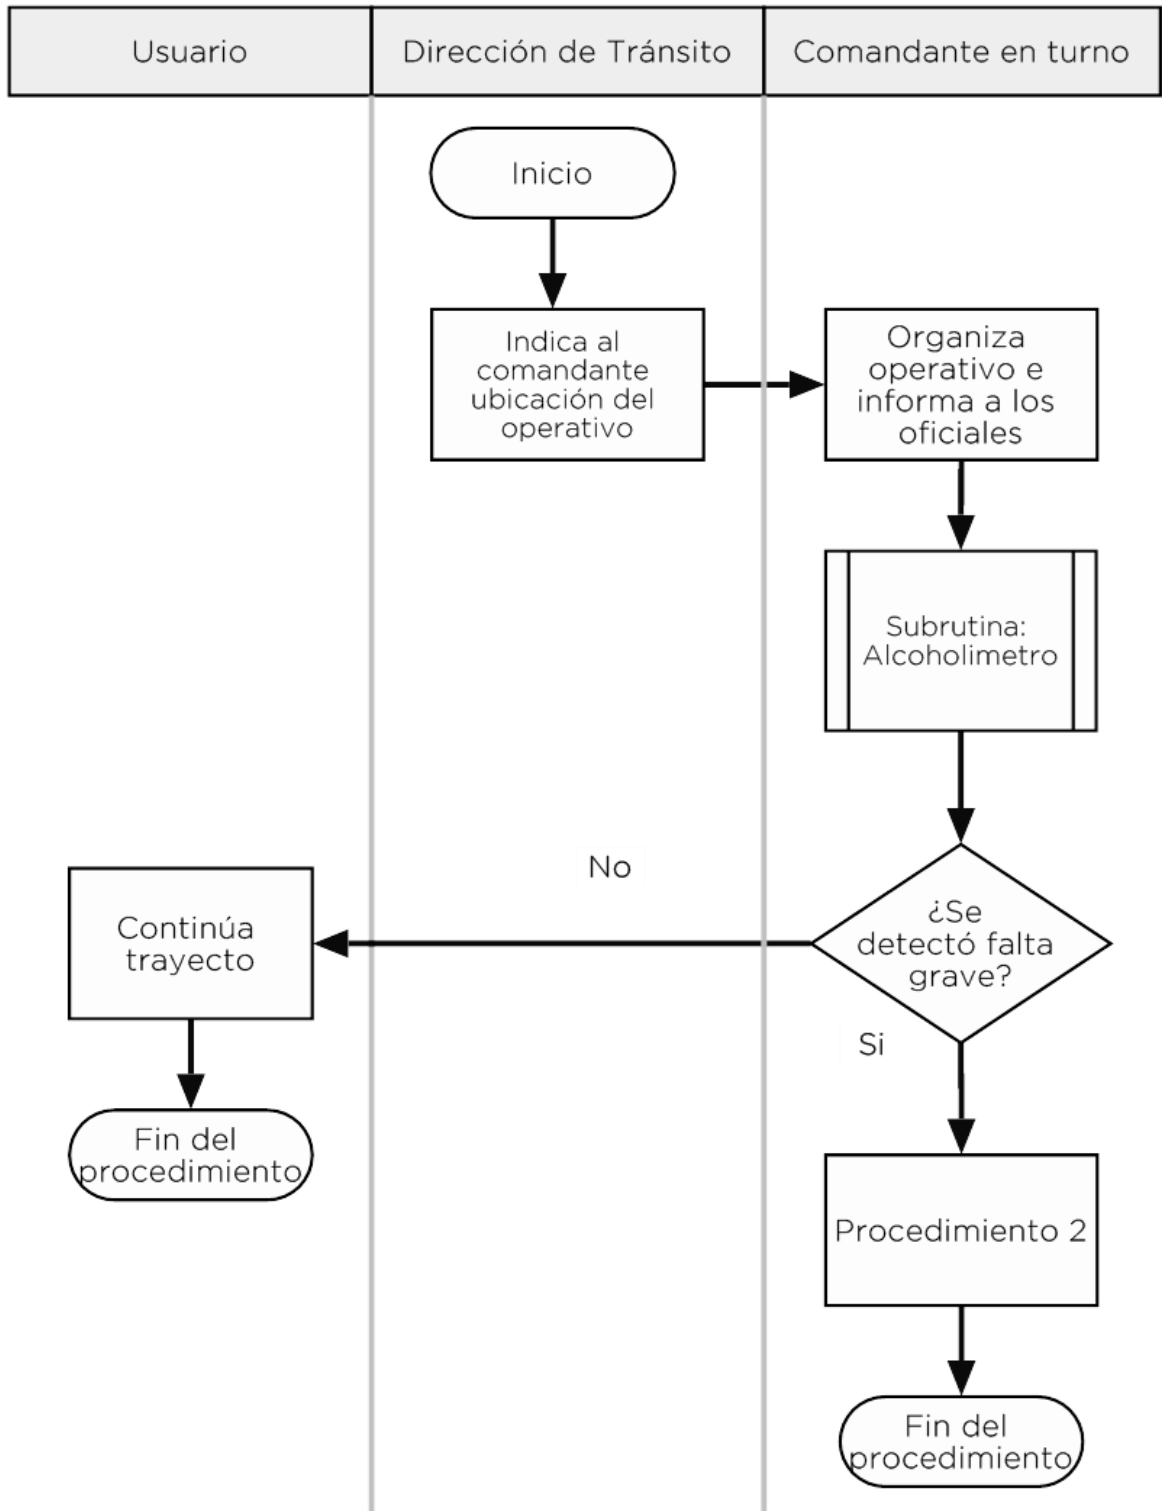 Usuario
Dirección de Tránsito
Comandante en turno
Inicio
Indica al
comandante
ubicación del
operativo
Organiza
operativo e
informa a los
oficiales
Subrutina:
Alcoholimetro
¿Se
detectó falta
grave?
No
Continúa
trayecto
Si
Fin del
procedimiento
Procedimiento 2
Fin del
procedimiento